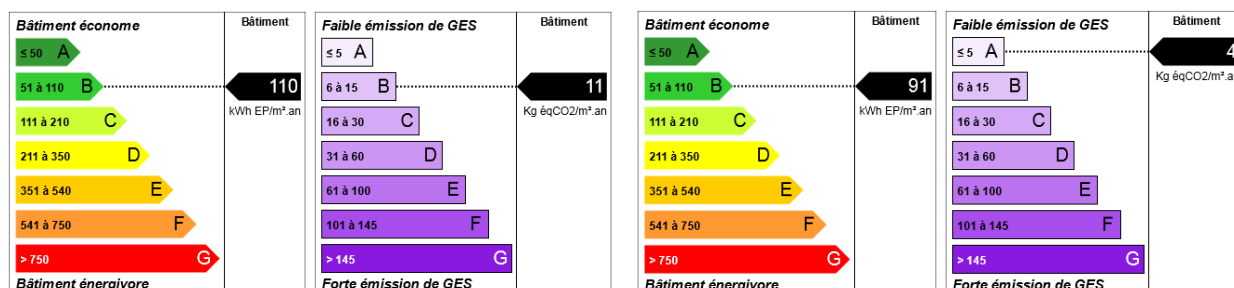 Bâtiment économe
Bâtiment
≤ 50 A
51 à 110 B
110
kWh EP/m².an
111 à 210 C
211 à 350 D
351 à 540 E
541 à 750 F
> 750 G
Bâtiment énergivore
Faible émission de GES
Bâtiment
≤ 5 A
6 à 15 B
11
Kg éqCO2/m².an
16 à 30 C
31 à 60 D
61 à 100 E
101 à 145 F
> 145 G
Forte émission de GES
Bâtiment économe
Bâtiment
≤ 50 A
51 à 110 B
91
kWh EP/m².an
111 à 210 C
211 à 350 D
351 à 540 E
541 à 750 F
> 750 G
Bâtiment énergivore
Faible émission de GES
Bâtiment
≤ 5 A
4
Kg éqCO2/m².a
6 à 15 B
16 à 30 C
31 à 60 D
61 à 100 E
101 à 145 F
> 145 G
Forte émission de GES